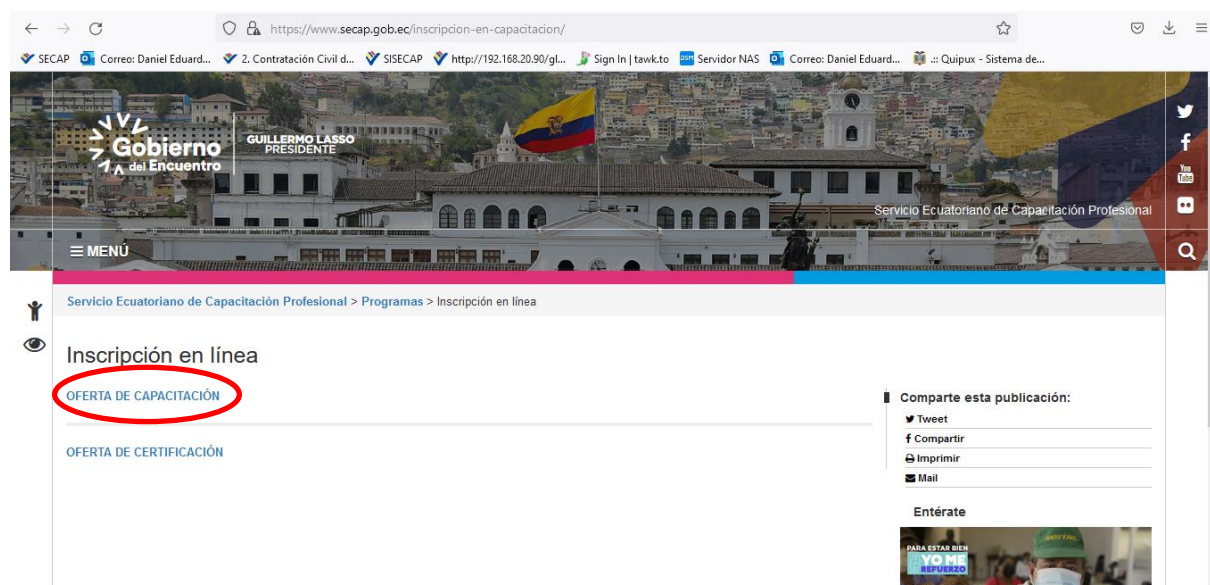 https://www.secap.gob.ec/inscripcion-en-capacitacion/
SECAP Correo: Daniel Eduard... 2. Contratación Civil d... SISECAP http://192.168.20.90/gl... Sign In | tawk.to DSM Servidor NAS Correo: Daniel Eduard... .:: Quipux - Sistema de...
Gobierno
del Encuentro
GUILLERMO LASSO
PRESIDENTE
You
Tube
Servicio Ecuatoriano de Capacitación Profesional
MENÚ
Servicio Ecuatoriano de Capacitación Profesional > Programas > Inscripción en línea
Inscripción en línea
OFERTA DE CAPACITACIÓN
OFERTA DE CERTIFICACIÓN
Comparte esta publicación:
Tweet
Compartir
Imprimir
Mail
Entérate
PARA ESTAR BIEN
YO ME
REFUERZO